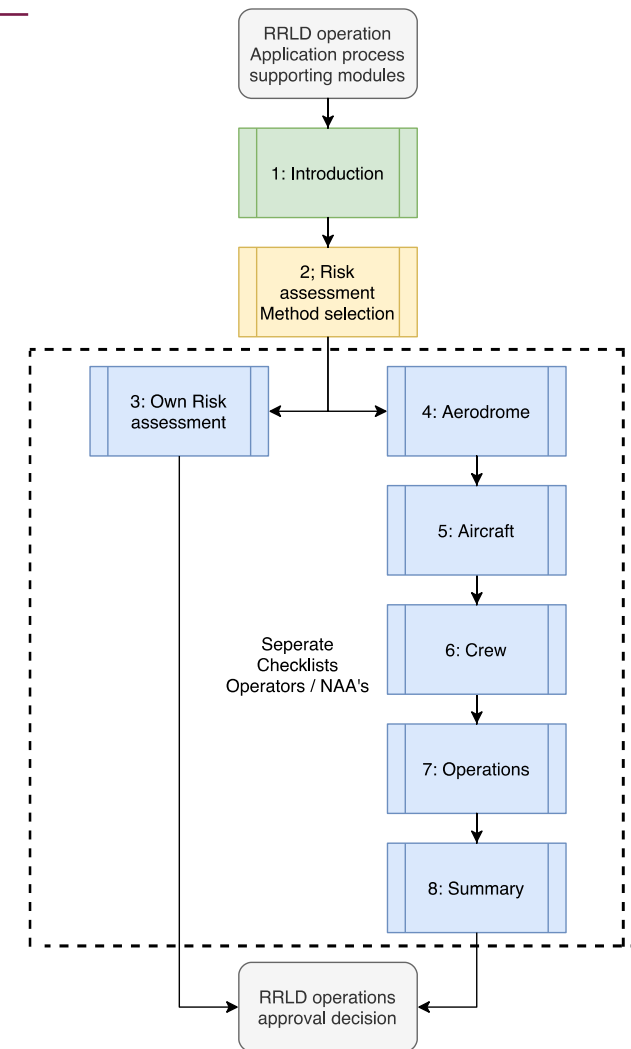 RRLD operation
Application process
supporting modules
1: Introduction
2; Risk
assessment
Method selection
3: Own Risk
assessment
4: Aerodrome
5: Aircraft
Seperate
Checklists
Operators / NAA's
6: Crew
7: Operations
8: Summary
RRLD operations
approval decision